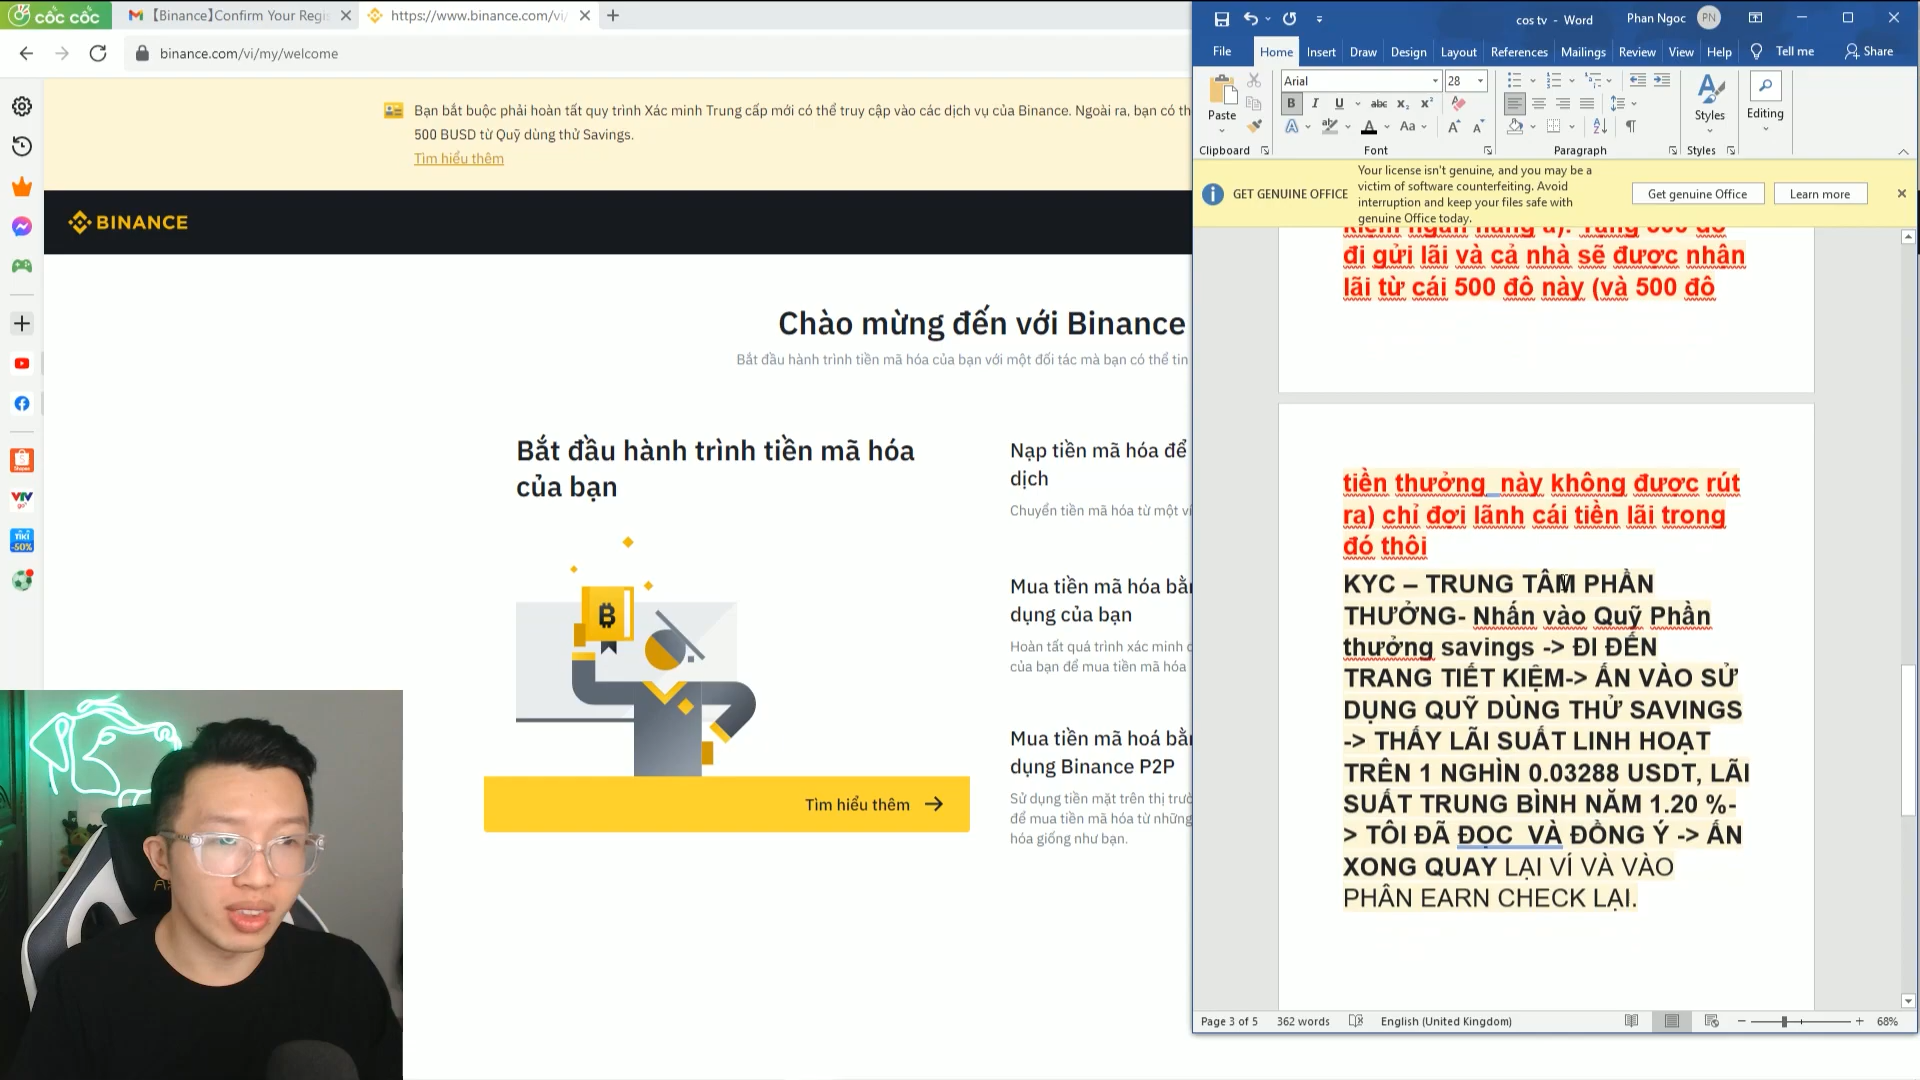 cốc cốc
【Binance】Confirm Your Regi
https://www.binance.com/vi/
binance.com/vi/my/welcome
Bạn bắt buộc phải hoàn tất quy trình Xác minh Trung cấp mới có thể truy cập vào các dịch vụ của Binance. Ngoài ra, bạn có th
500 BUSD từ Quỹ dùng thử Savings.
Tìm hiểu thêm
BINANCE
Chào mừng đến với Binance
Bắt đầu hành trình tiền mã hóa của bạn với một đối tác mà bạn có thể tin
Bắt đầu hành trình tiền mã hóa
của bạn
Tìm hiểu thêm
Nạp tiền mã hóa để
dịch
Chuyển tiền mã hóa từ một ví
Mua tiền mã hóa bằn
dụng của bạn
Hoàn tất quá trình xác minh d
của bạn để mua tiền mã hóa
Mua tiền mã hoá bằn
dụng Binance P2P
Sử dụng tiền mặt trên thị trườ
để mua tiền mã hóa từ những
hóa giống như bạn.
VTV
go
TIKI
-50%
cos tv - Word
Phan Ngoc
PN
File
Home
Insert
Draw
Design
Layout
References
Mailings
Review
View
Help
Tell me
Share
Paste
Clipboard
Arial
28
Font
Paragraph
Styles
Styles
Editing
GET GENUINE OFFICE
Your license isn't genuine, and you may be a
victim of software counterfeiting. Avoid
interruption and keep your files safe with
genuine Office today.
Get genuine Office
Learn more
đi gửi lãi và cả nhà sẽ được nhận
lãi từ cái 500 đô này (và 500 đô
tiền thưởng  này không được rút
ra) chỉ đợi lãnh cái tiền lãi trong
đó thôi
KYC – TRUNG TÂM PHẦN
THƯỞNG- Nhấn vào Quỹ Phần
thưởng savings -> ĐI ĐẾN
TRANG TIẾT KIỆM-> ẤN VÀO SỬ
DỤNG QUỸ DÙNG THỬ SAVINGS
-> THẤY LÃI SUẤT LINH HOẠT
TRÊN 1 NGHÌN 0.03288 USDT, LÃI
SUẤT TRUNG BÌNH NĂM 1.20 %-
> TÔI ĐÃ ĐỌC  VÀ ĐỒNG Ý -> ẤN
XONG QUAY LẠI VÍ VÀ VÀO
PHÂN EARN CHECK LẠI.
Page 3 of 5
362 words
English (United Kingdom)
68%